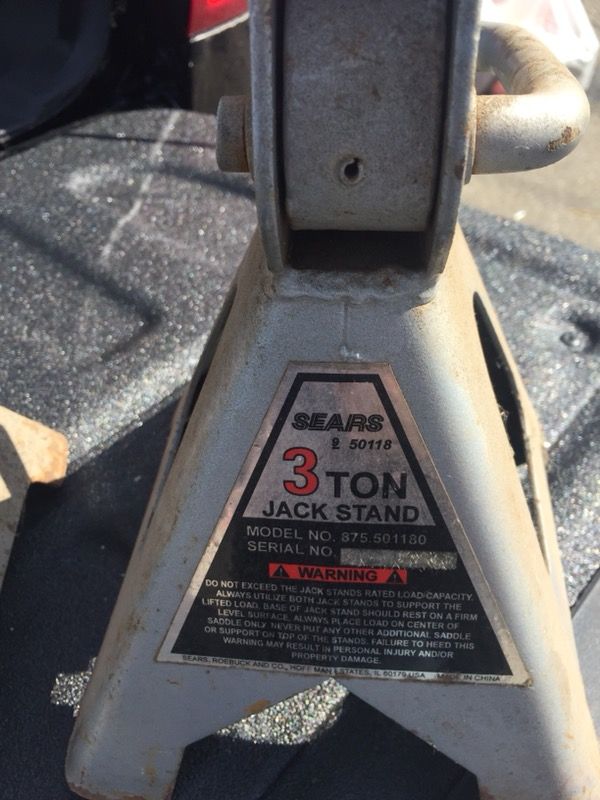 SEARS
9 50118
3 TON
JACK STAND
MODEL NO. 875.501180
SERIAL NO.
WARNING
DO NOT EXCEED THE JACK STANDS RATED LOAD/CAPACITY.
ALWAYS UTILIZE BOTH JACK STANDS TO SUPPORT THE
LIFTED LOAD. BASE OF JACK STAND SHOULD REST ON A FIRM
LEVEL SURFACE. ALWAYS PLACE LOAD ON CENTER OF
SADDLE ONLY. NEVER PUT ANY OTHER ADDITIONAL SADDLE
OR SUPPORT ON TOP OF THE STANDS. FAILURE TO HEED THIS
WARNING MAY RESULT IN PERSONAL INJURY AND/OR
PROPERTY DAMAGE.
SEARS, ROEBUCK AND CO., HOFFMAN ESTATES, IL 60179 USA MADE IN CHINA